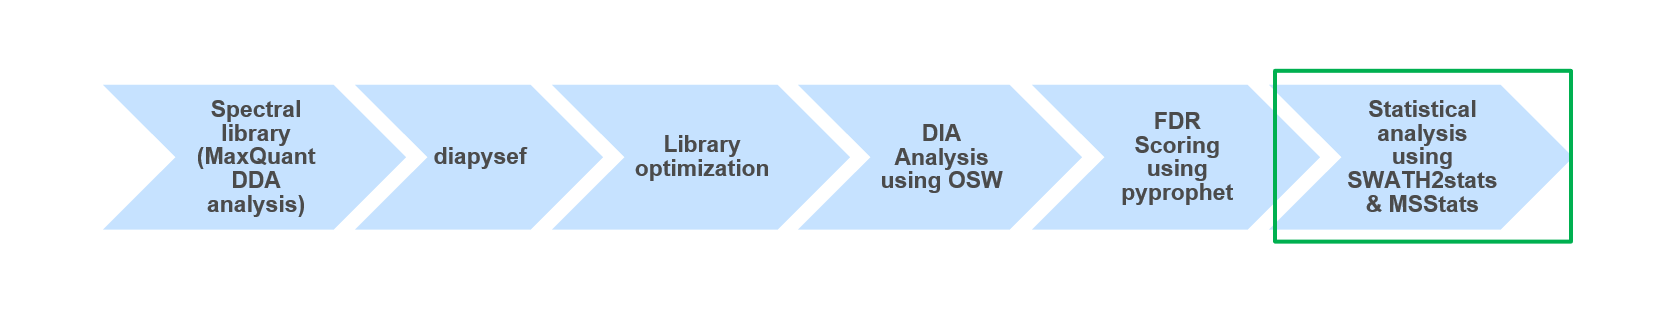 Spectral
library
(MaxQuant
DDA
analysis)
diapysef
Library
optimization
DIA
Analysis
using OSW
FDR
Scoring
using
pyprophet
Statistical
analysis
using
SWATH2stats
& MSStats